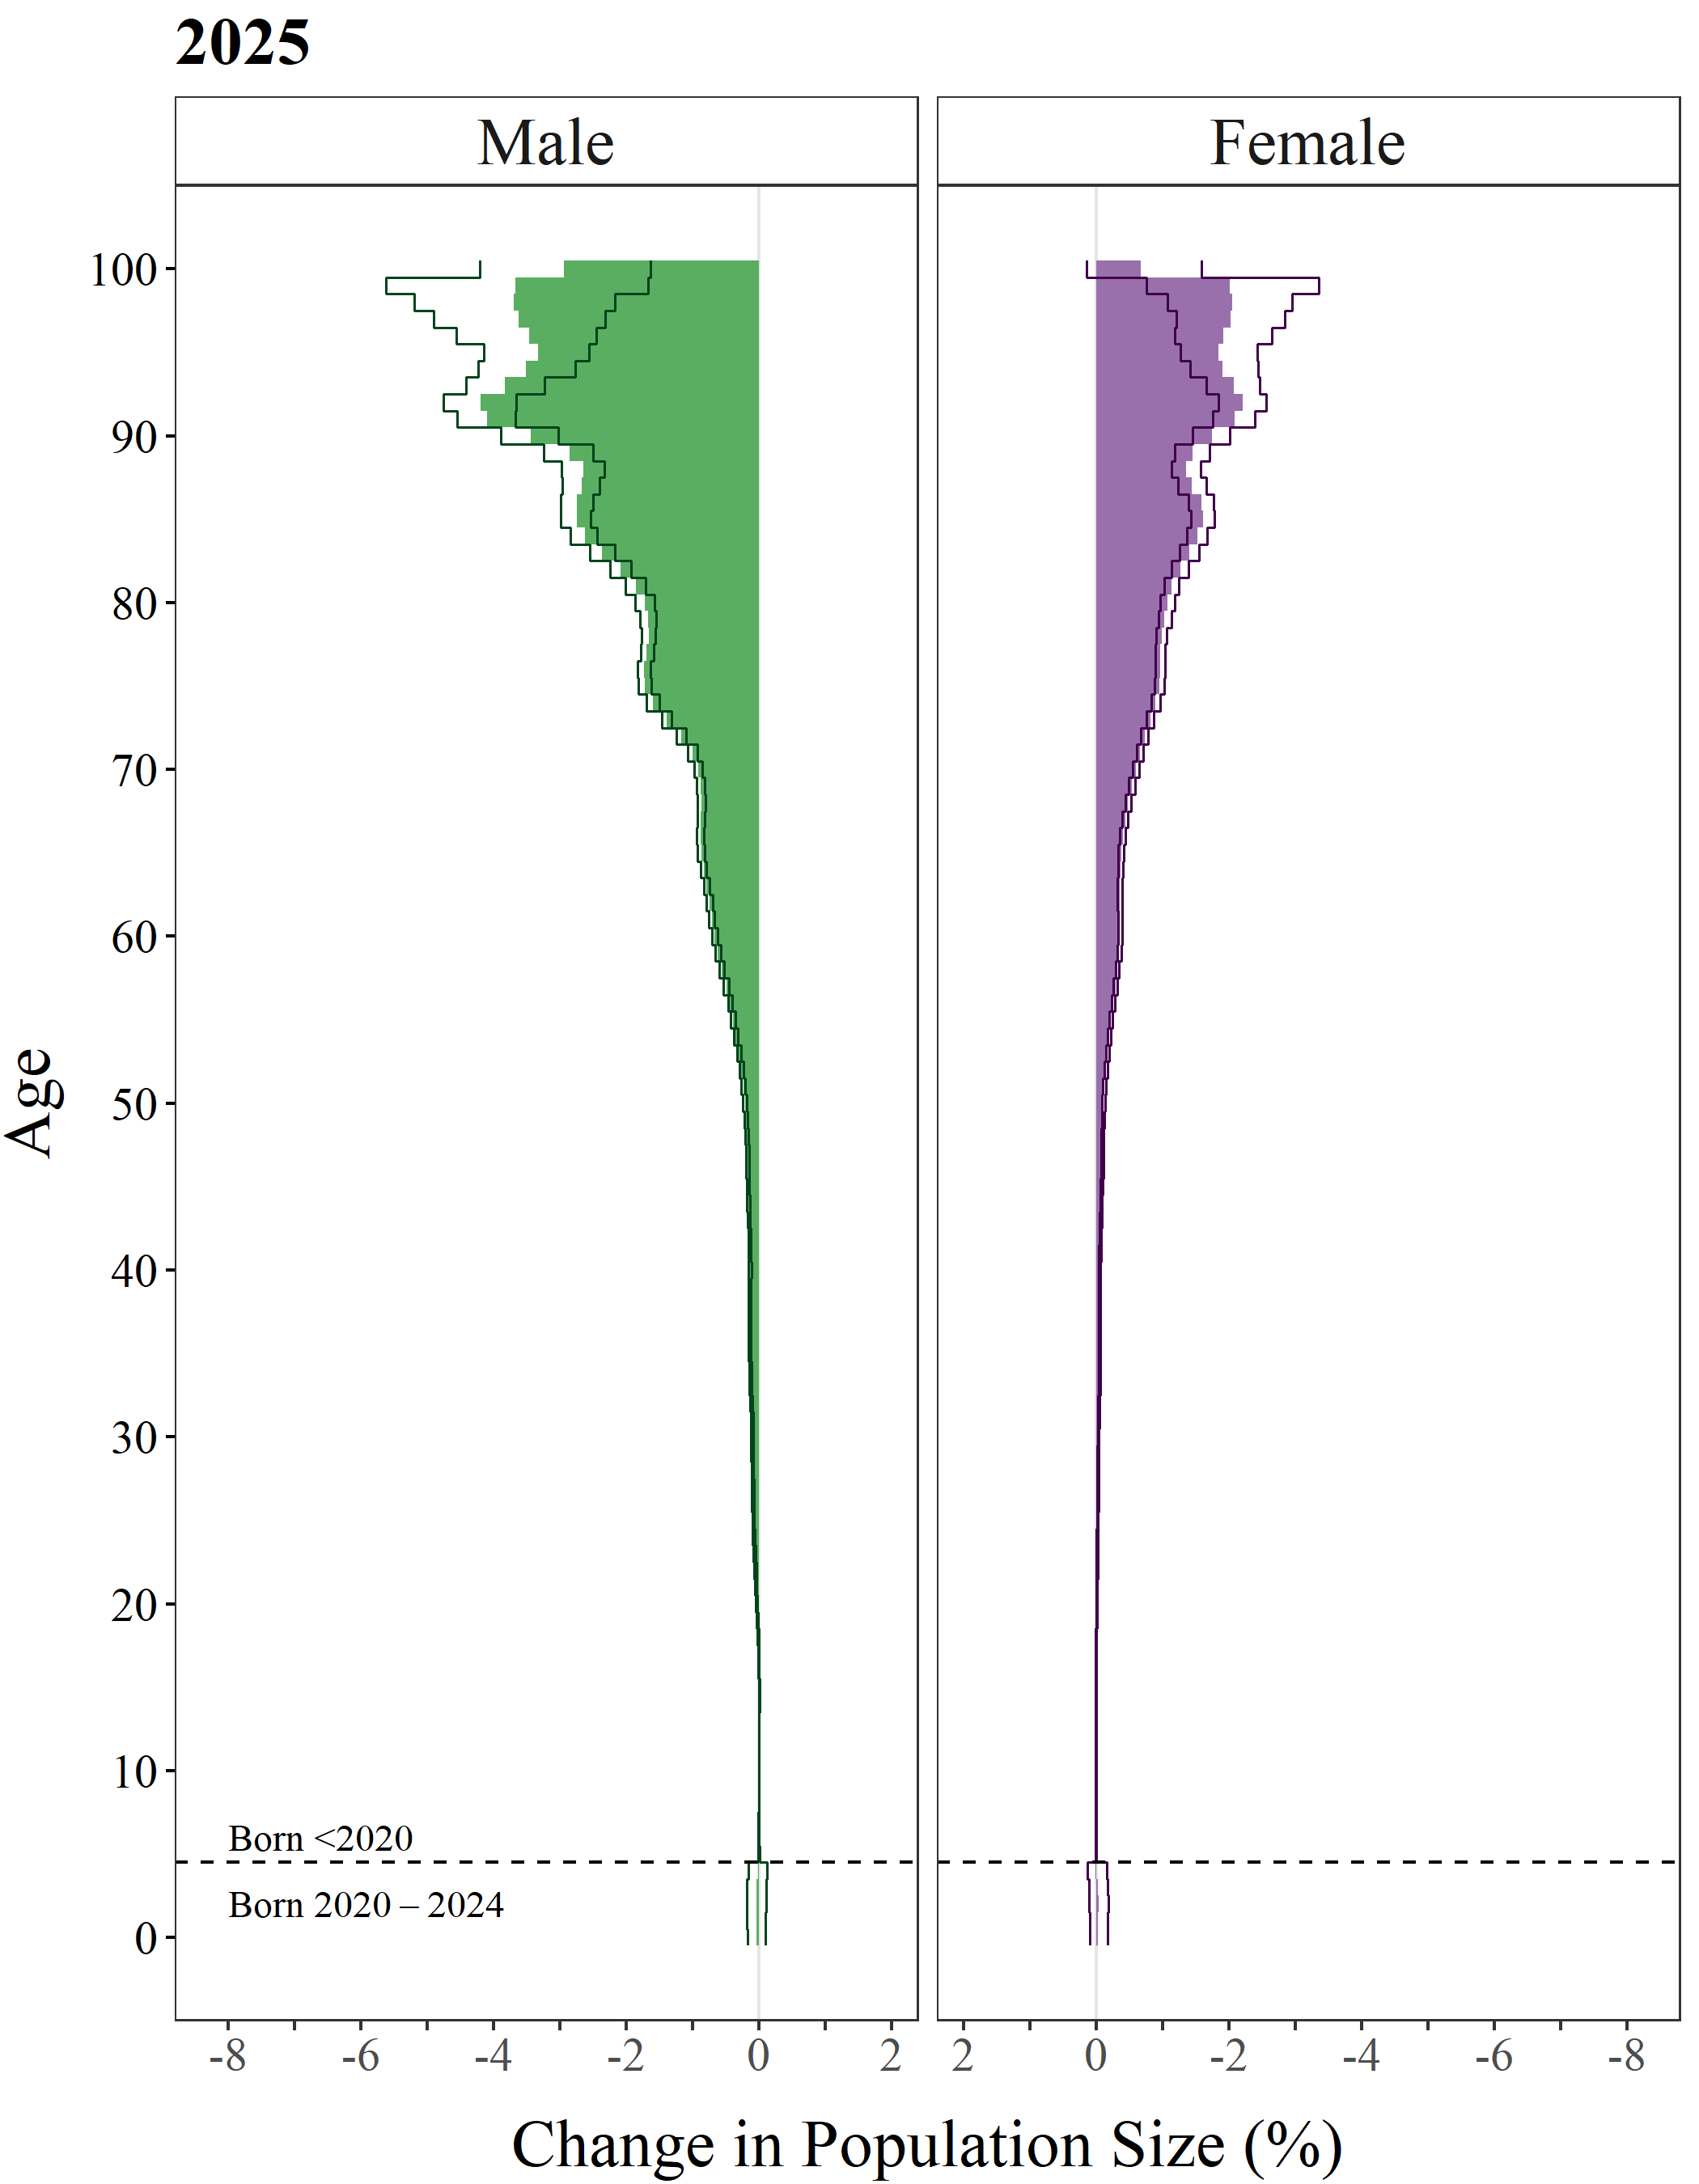 2025
Male
Female
100
90
80
70
60
50
40
30
20
10
0
Age
Born <2020
Born 2020 – 2024
-8 -6 -4 -2 0 2
2 0 -2 -4 -6 -8
Change in Population Size (%)